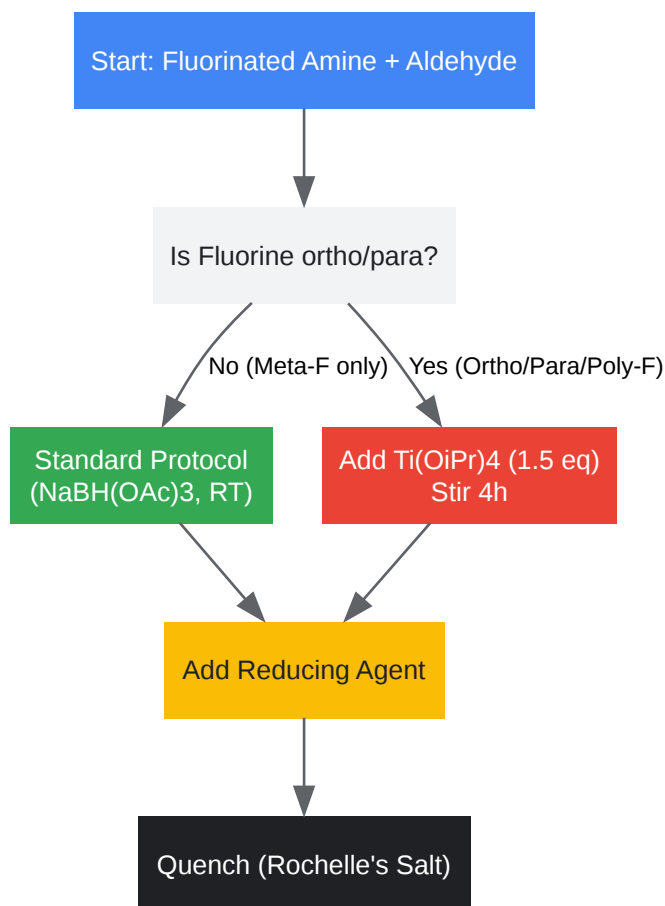 Start: Fluorinated Amine + Aldehyde
Is Fluorine ortho/para?
No (Meta-F only)
Yes (Ortho/Para/Poly-F)
Standard Protocol
(NaBH(OAc)3, RT)
Add Ti(OiPr)4 (1.5 eq)
Stir 4h
Add Reducing Agent
Quench (Rochelle's Salt)